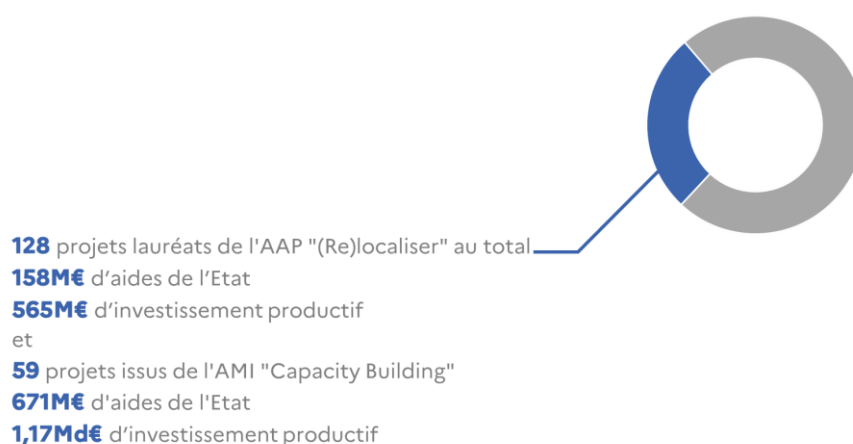 128 projets lauréats de l'AAP "(Re)localiser" au total
158M€ d’aides de l’Etat
565M€ d’investissement productif
et
59 projets issus de l'AMI "Capacity Building"
671M€ d'aides de l'Etat
1,17Md€ d’investissement productif